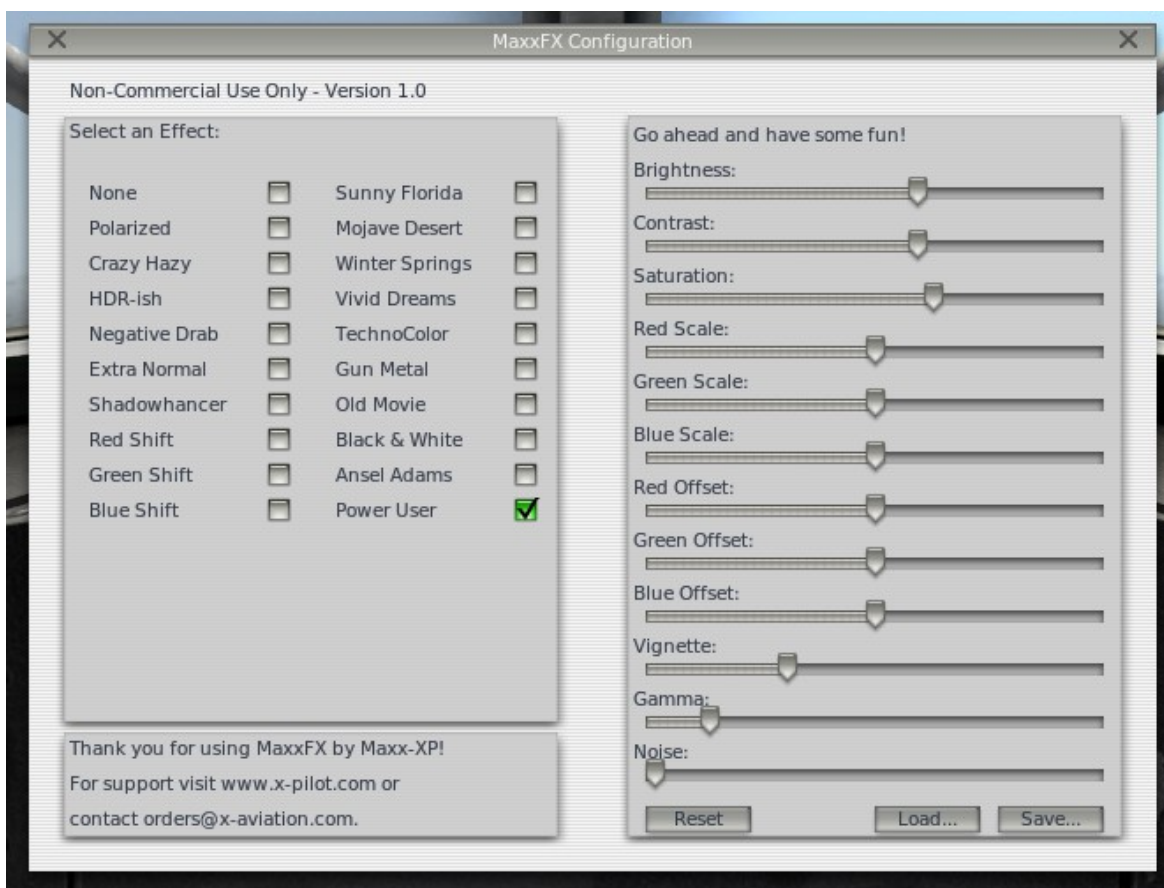 MaxxFX Configuration
Non-Commercial Use Only - Version 1.0
Select an Effect:
None
Sunny Florida
Polarized
Mojave Desert
Crazy Hazy
Winter Springs
HDR-ish
Vivid Dreams
Negative Drab
TechnoColor
Extra Normal
Gun Metal
Shadowhancer
Old Movie
Red Shift
Black & White
Green Shift
Ansel Adams
Blue Shift
Power User
Thank you for using MaxxFX by Maxx-XP!
For support visit www.x-pilot.com or
contact orders@x-aviation.com.
Go ahead and have some fun!
Brightness:
Contrast:
Saturation:
Red Scale:
Green Scale:
Blue Scale:
Red Offset:
Green Offset:
Blue Offset:
Vignette:
Gamma:
Noise:
Reset
Load...
Save...